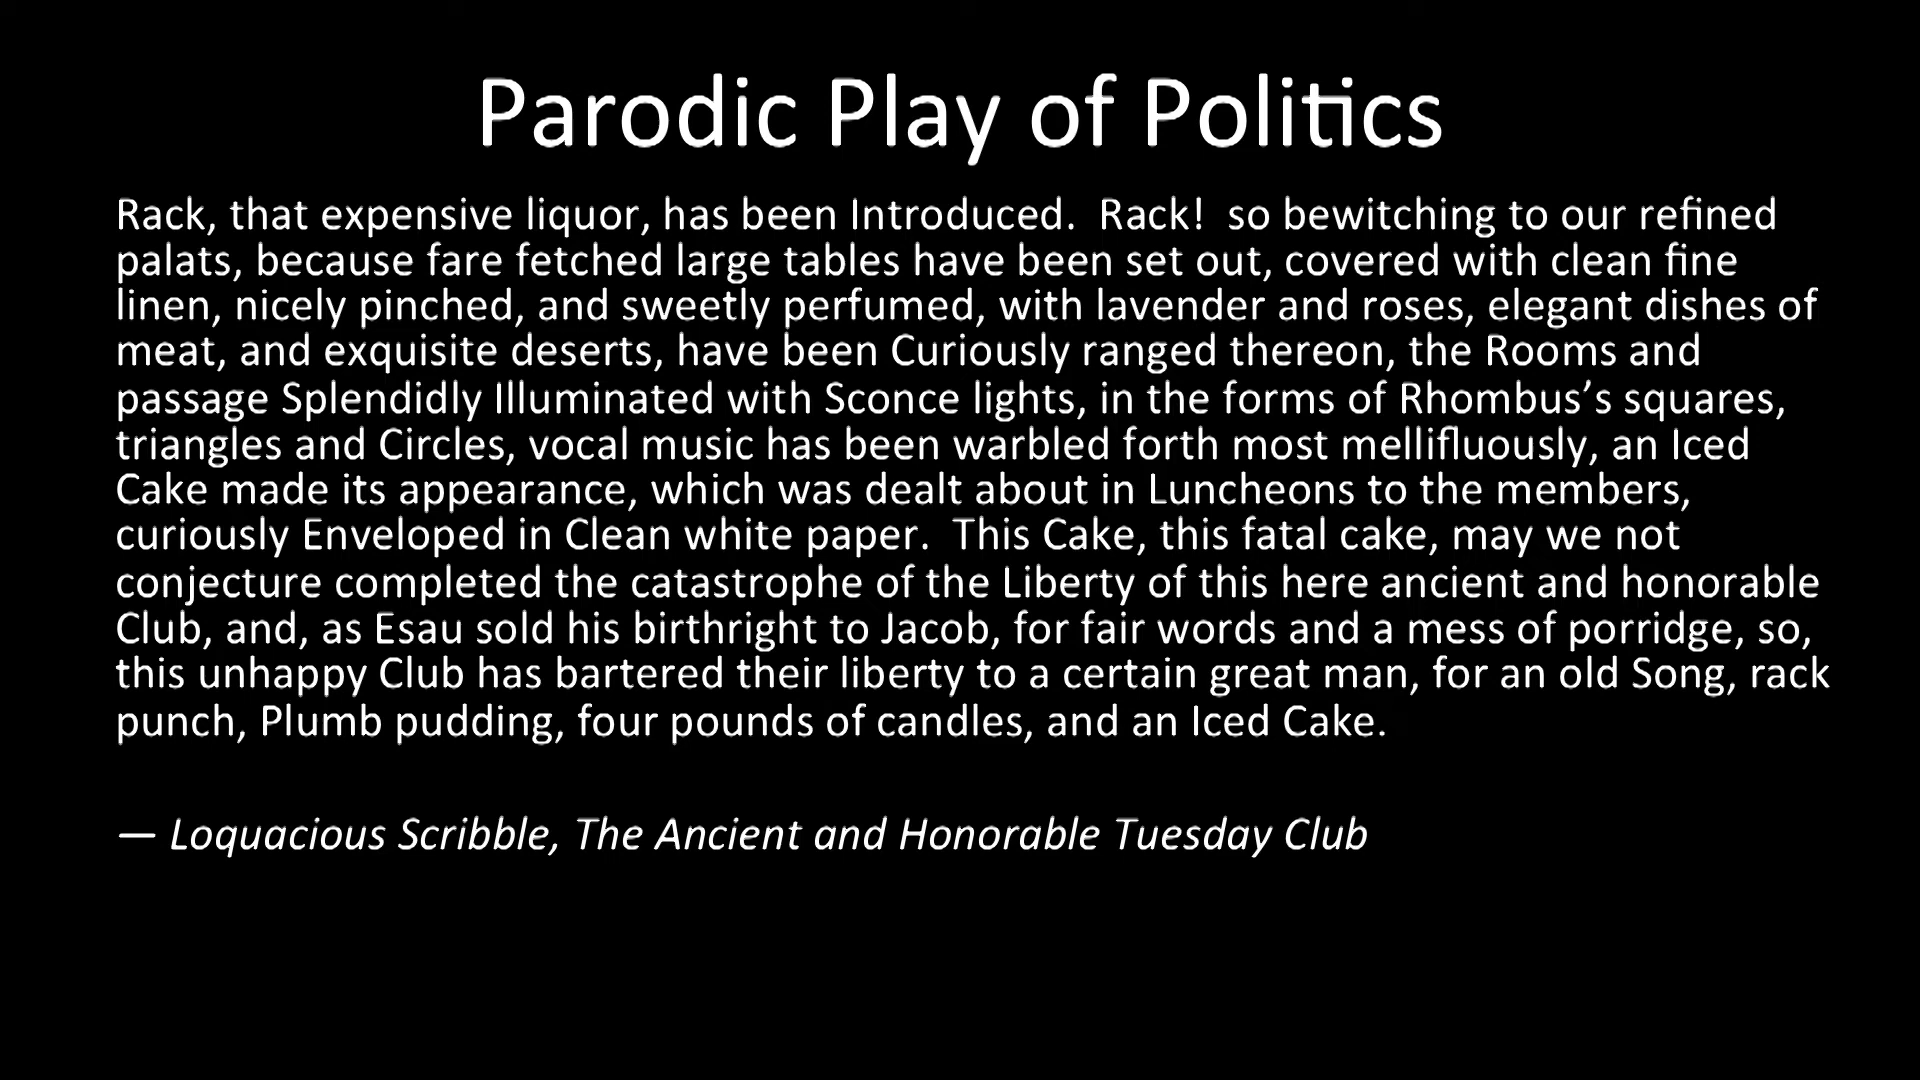 Parodic Play of Politics
Rack, that expensive liquor, has been Introduced.  Rack!  so bewitching to our refined
palats, because fare fetched large tables have been set out, covered with clean fine
linen, nicely pinched, and sweetly perfumed, with lavender and roses, elegant dishes of
meat, and exquisite deserts, have been Curiously ranged thereon, the Rooms and
passage Splendidly Illuminated with Sconce lights, in the forms of Rhombus’s squares,
triangles and Circles, vocal music has been warbled forth most mellifluously, an Iced
Cake made its appearance, which was dealt about in Luncheons to the members,
curiously Enveloped in Clean white paper.  This Cake, this fatal cake, may we not
conjecture completed the catastrophe of the Liberty of this here ancient and honorable
Club, and, as Esau sold his birthright to Jacob, for fair words and a mess of porridge, so,
this unhappy Club has bartered their liberty to a certain great man, for an old Song, rack
punch, Plumb pudding, four pounds of candles, and an Iced Cake.
— Loquacious Scribble, The Ancient and Honorable Tuesday Club